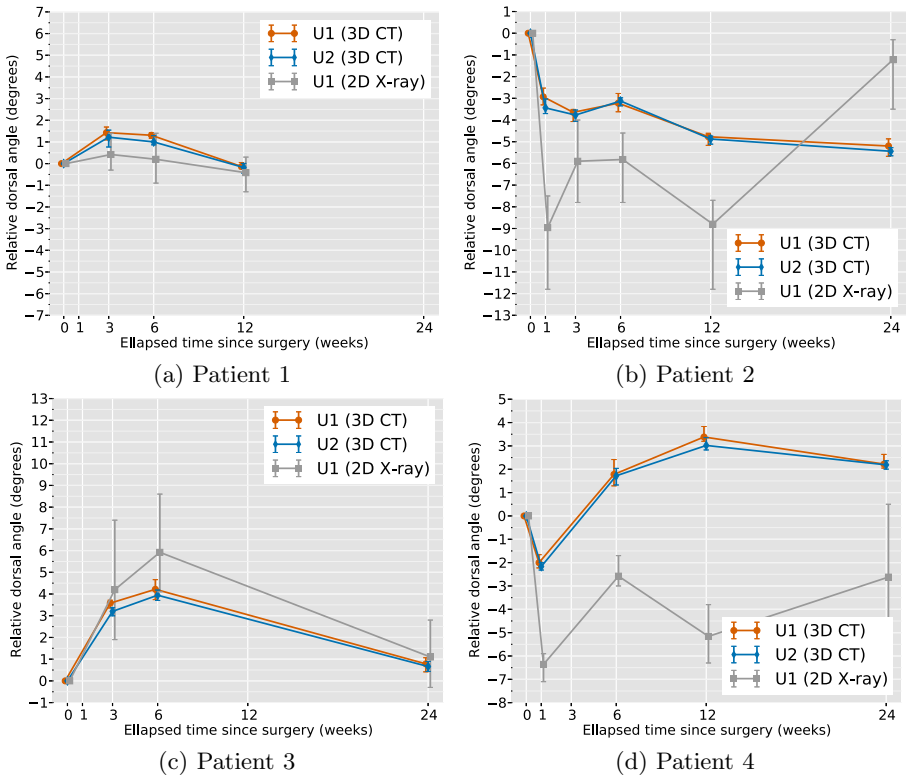 7
6
5
4
3
2
1
0
−1
−2
−3
−4
−5
−6
−7
Relative dorsal angle (degrees)
U1 (3D CT)
U2 (3D CT)
U1 (2D X-ray)
0 1 3 6 12 24
Ellapsed time since surgery (weeks)
(a) Patient 1
1
0
−1
−2
−3
−4
−5
−6
−7
−8
−9
−10
−11
−12
−13
Relative dorsal angle (degrees)
U1 (3D CT)
U2 (3D CT)
U1 (2D X-ray)
0 1 3 6 12 24
Ellapsed time since surgery (weeks)
(b) Patient 2
13
12
11
10
9
8
7
6
5
4
3
2
1
0
−1
Relative dorsal angle (degrees)
U1 (3D CT)
U2 (3D CT)
U1 (2D X-ray)
0 1 3 6 12 24
Ellapsed time since surgery (weeks)
(c) Patient 3
5
4
3
2
1
0
−1
−2
−3
−4
−5
−6
−7
−8
Relative dorsal angle (degrees)
U1 (3D CT)
U2 (3D CT)
U1 (2D X-ray)
0 1 3 6 12 24
Ellapsed time since surgery (weeks)
(d) Patient 4